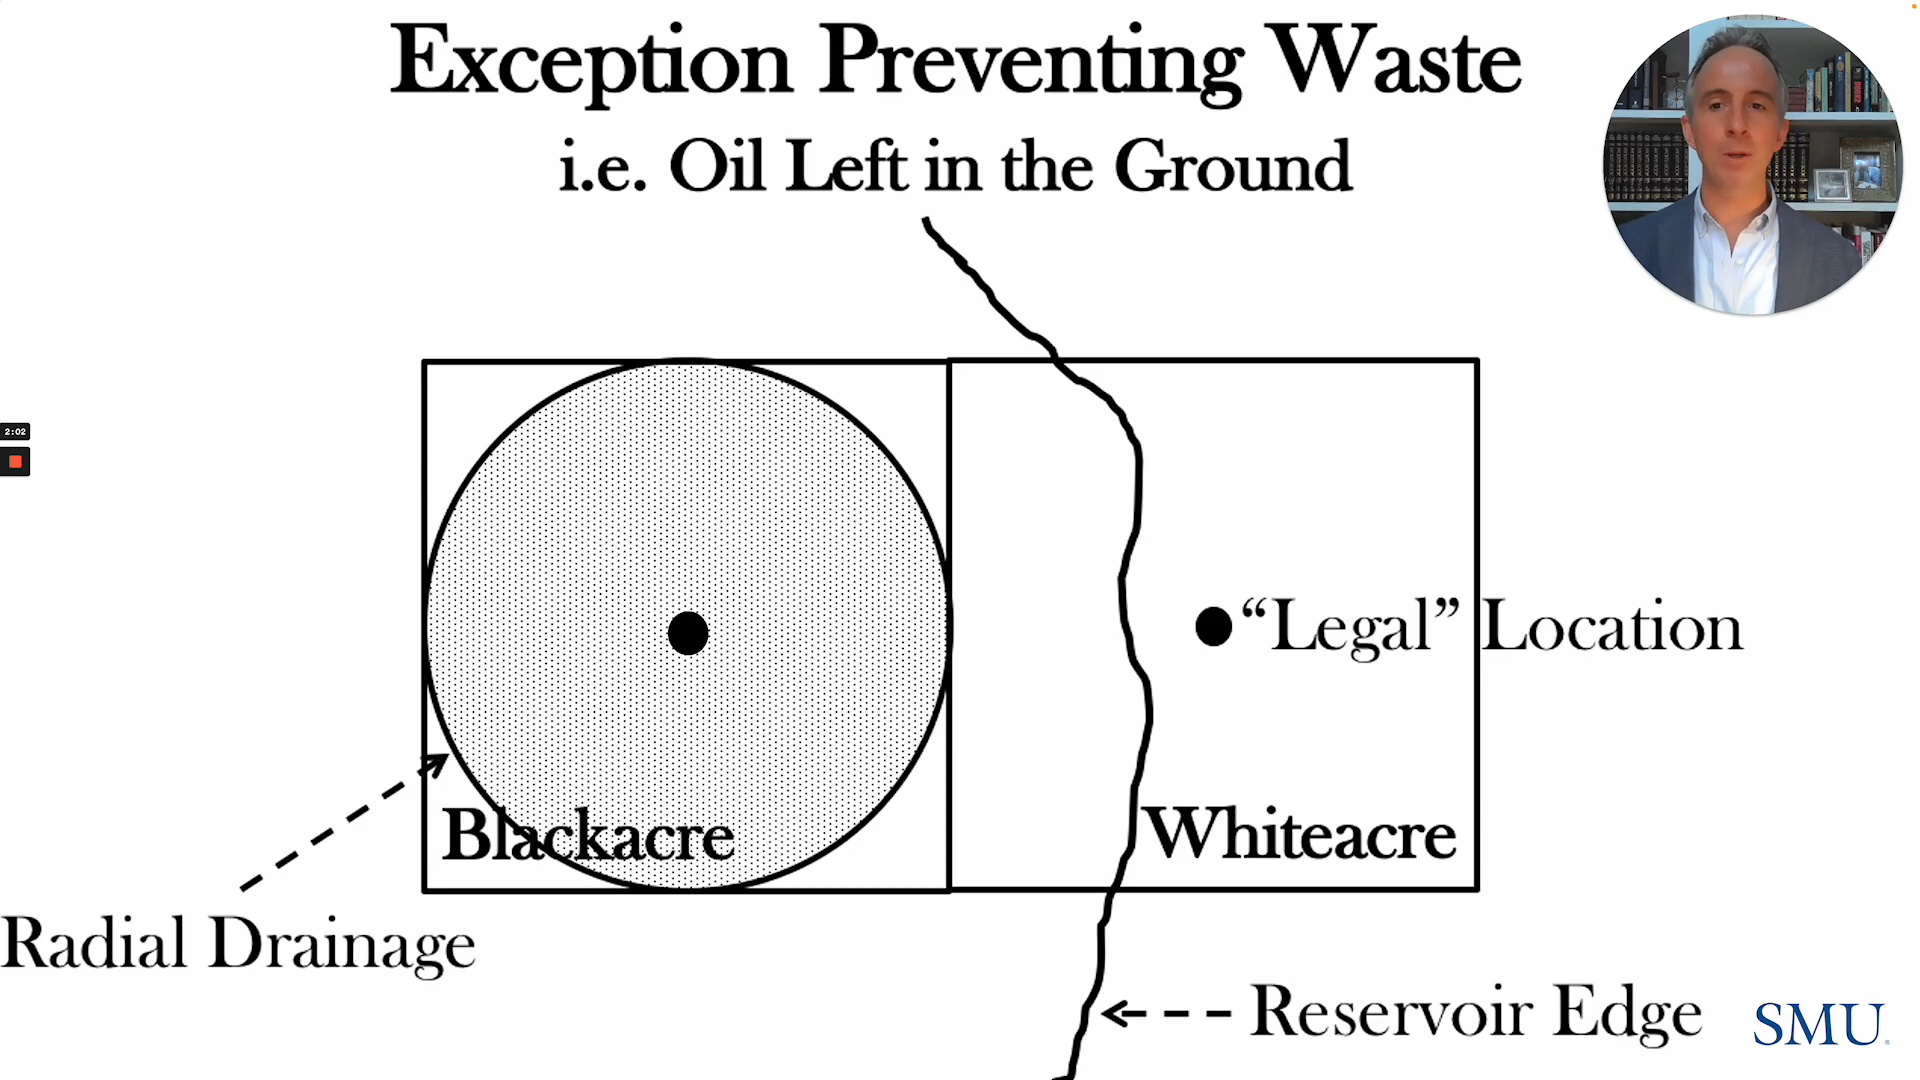 Exception Preventing Waste
i.e. Oil Left in the Ground
2:02
“Legal” Location
Blackacre
Whiteacre
Radial Drainage
Reservoir Edge
SMU